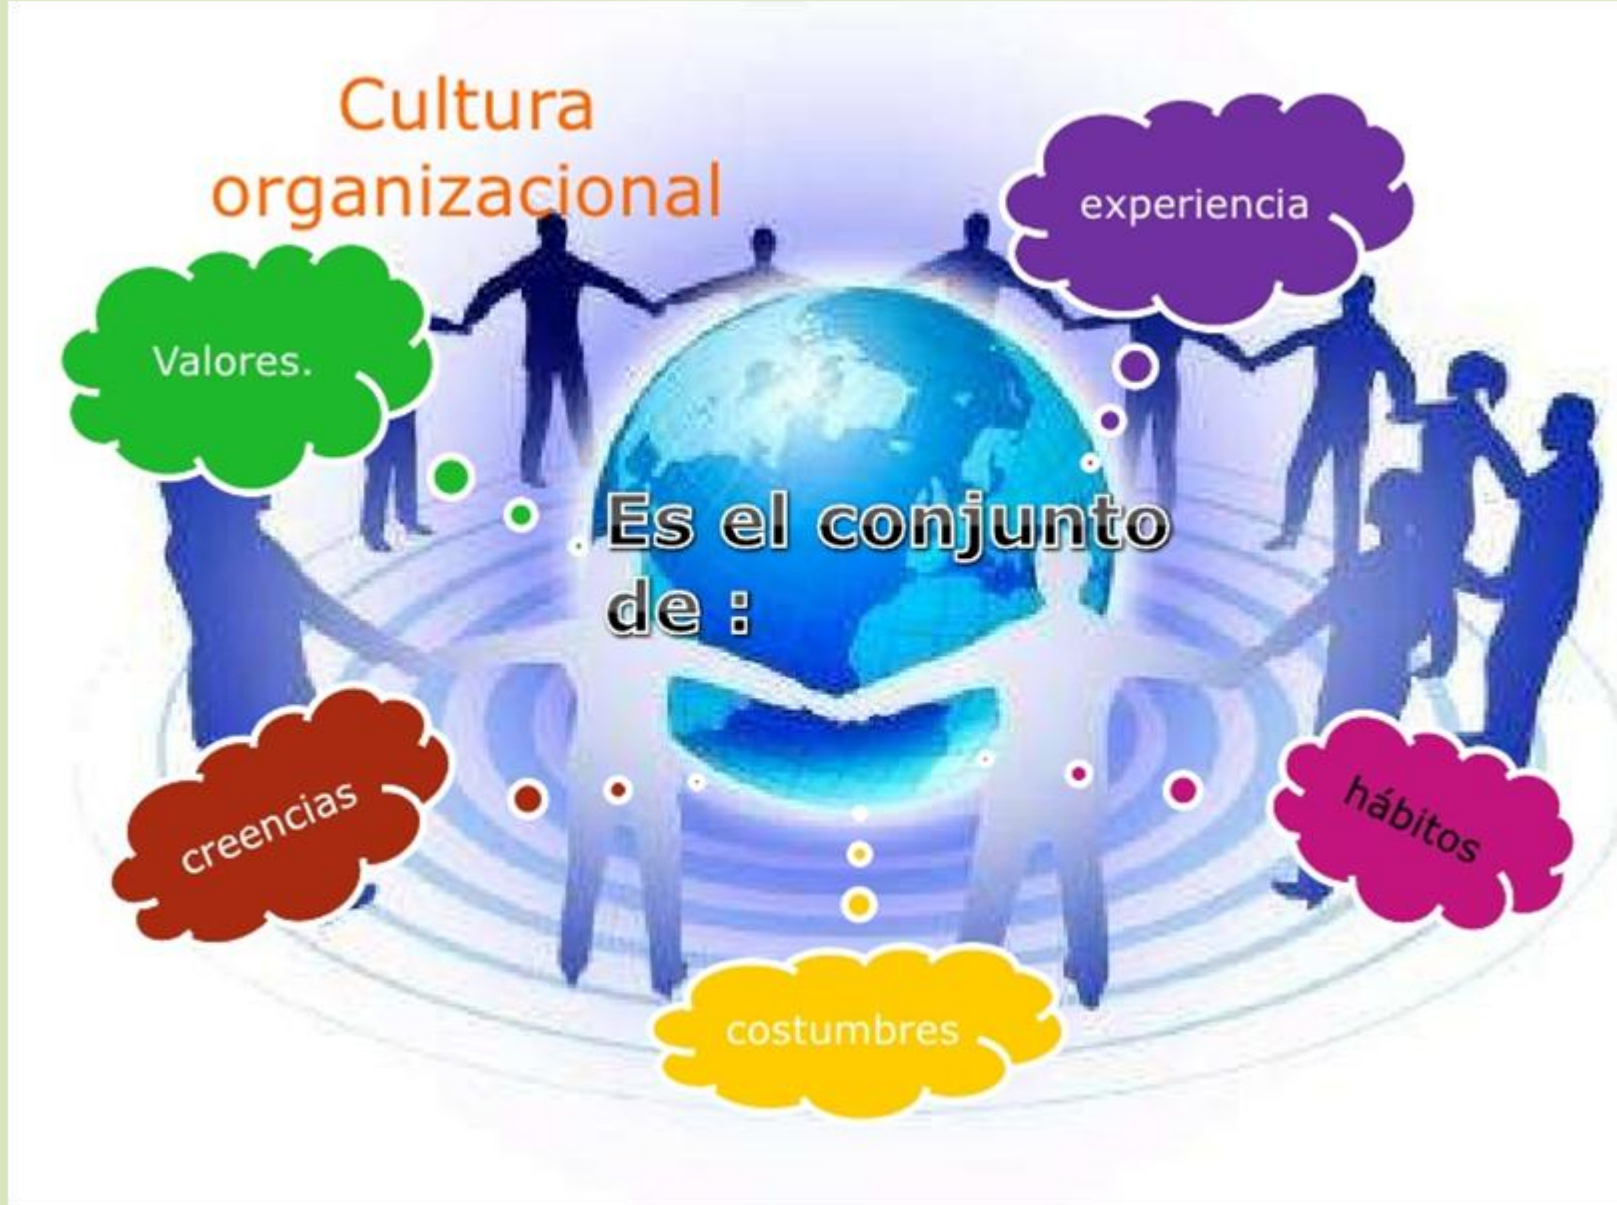 Cultura
organizacional
experiencia
Valores.
Es el conjunto
de :
creencias
hábitos
costumbres